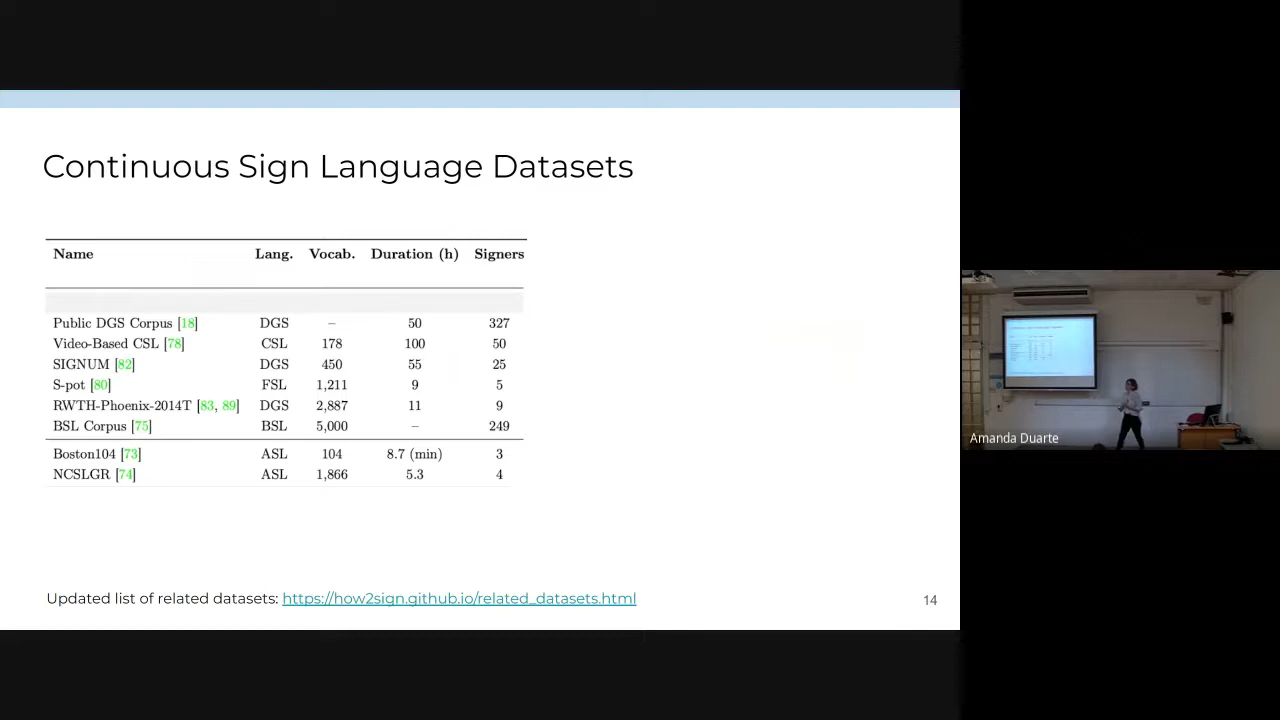 Continuous Sign Language Datasets
Name Lang. Vocab. Duration (h) Signers
Public DGS Corpus [18] DGS – 50 327
Video-Based CSL [78] CSL 178 100 50
SIGNUM [82] DGS 450 55 25
S-pot [80] FSL 1,211 9 5
RWTH-Phoenix-2014T [83, 89] DGS 2,887 11 9
BSL Corpus [75] BSL 5,000 – 249
Boston104 [73] ASL 104 8.7 (min) 3
NCSLGR [74] ASL 1,866 5.3 4
Updated list of related datasets: https://how2sign.github.io/related_datasets.html
14
Amanda Duarte